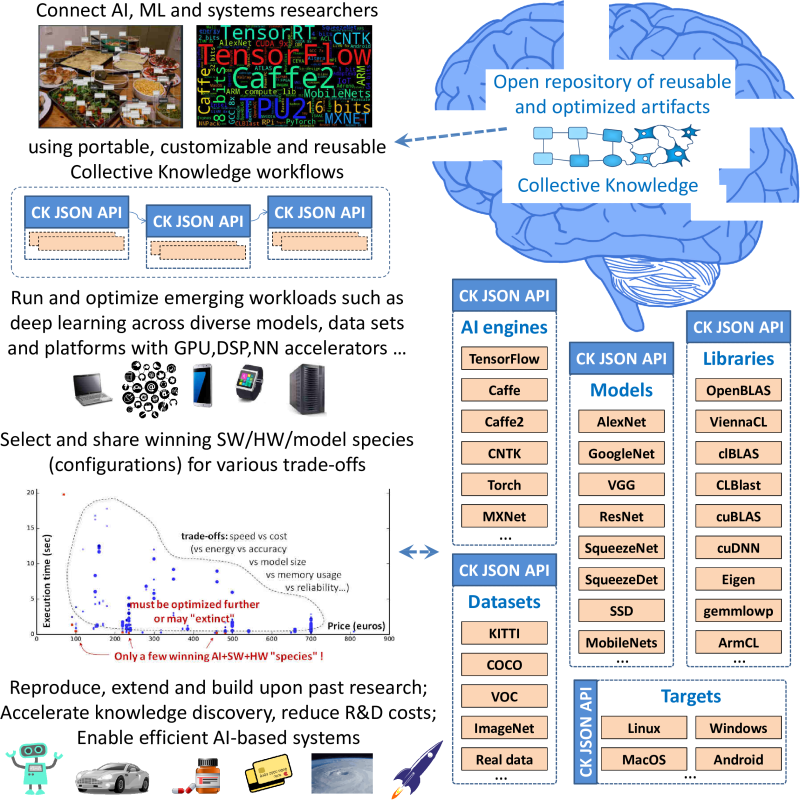 Connect AI, ML and systems researchers
TensorRT
CNTK
AlexNet
CUDA 9x
2 bits
TensorFlow
Caffe
Caffe2
ARM
ARM compute lib
MobileNets
8 bits
GCC 8x
TPU2
16 bits
CLBlast
RPi
PyTorch
MXNET
using portable, customizable and reusable
Collective Knowledge workflows
CK JSON API
CK JSON API
CK JSON API
Run and optimize emerging workloads such as
deep learning across diverse models, data sets
and platforms with GPU,DSP,NN accelerators ...
Select and share winning SW/HW/model species
(configurations) for various trade-offs
Execution time (sec)
20
15
10
5
0
0
100
200
300
400
500
600
700
800
900
trade-offs: speed vs cost
(vs energy vs accuracy
vs model size
vs memory usage
vs reliability...)
must be optimized further
or may "extinct"
Price (euros)
Only a few winning AI+SW+HW "species" !
Reproduce, extend and build upon past research;
Accelerate knowledge discovery, reduce R&D costs;
Enable efficient AI-based systems
Open repository of reusable
and optimized artifacts
Collective Knowledge
CK JSON API
AI engines
TensorFlow
Caffe
Caffe2
CNTK
Torch
MXNet
...
CK JSON API
Datasets
KITTI
COCO
VOC
ImageNet
Real data
...
CK JSON API
Models
AlexNet
GoogleNet
VGG
ResNet
SqueezeNet
SqueezeDet
SSD
MobileNets
...
CK JSON API
Libraries
OpenBLAS
ViennaCL
clBLAS
CLBlast
cuBLAS
cuDNN
Eigen
gemmlowp
ArmCL
...
CK JSON API
Targets
Linux
Windows
MacOS
Android
...